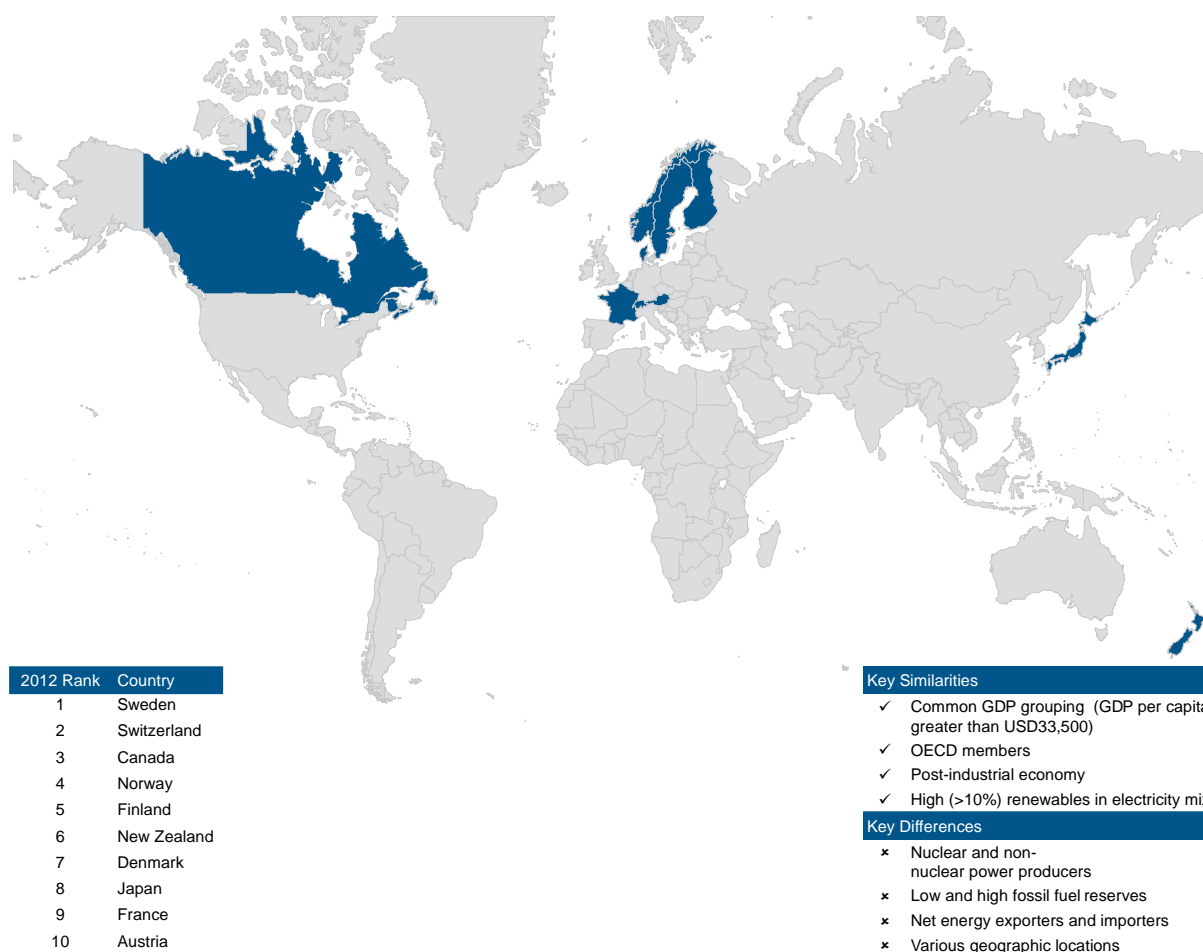 2012 Rank Country
1 Sweden
2 Switzerland
3 Canada
4 Norway
5 Finland
6 New Zealand
7 Denmark
8 Japan
9 France
10 Austria
Key Similarities
✓ Common GDP grouping (GDP per capita
greater than USD33,500)
✓ OECD members
✓ Post-industrial economy
✓ High (>10%) renewables in electricity
Key Differences
× Nuclear and non-
nuclear power producers
× Low and high fossil fuel reserves
× Net energy exporters and importers
× Various geographic locations